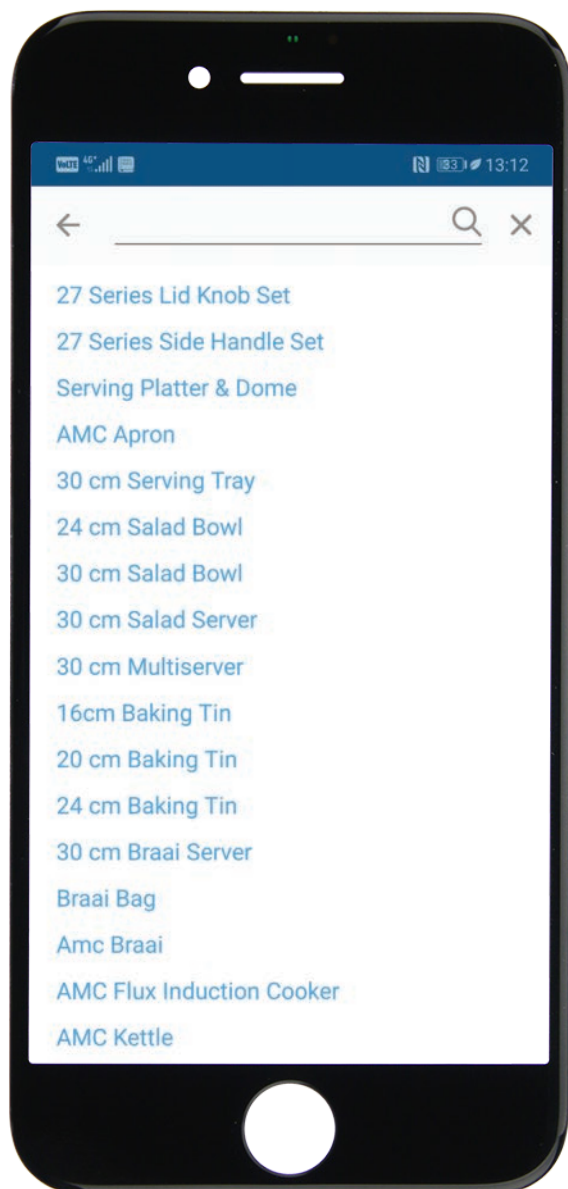 VoLTE 4G+ 33 13:12
27 Series Lid Knob Set
27 Series Side Handle Set
Serving Platter & Dome
AMC Apron
30 cm Serving Tray
24 cm Salad Bowl
30 cm Salad Bowl
30 cm Salad Server
30 cm Multiserver
16cm Baking Tin
20 cm Baking Tin
24 cm Baking Tin
30 cm Braai Server
Braai Bag
Amc Braai
AMC Flux Induction Cooker
AMC Kettle